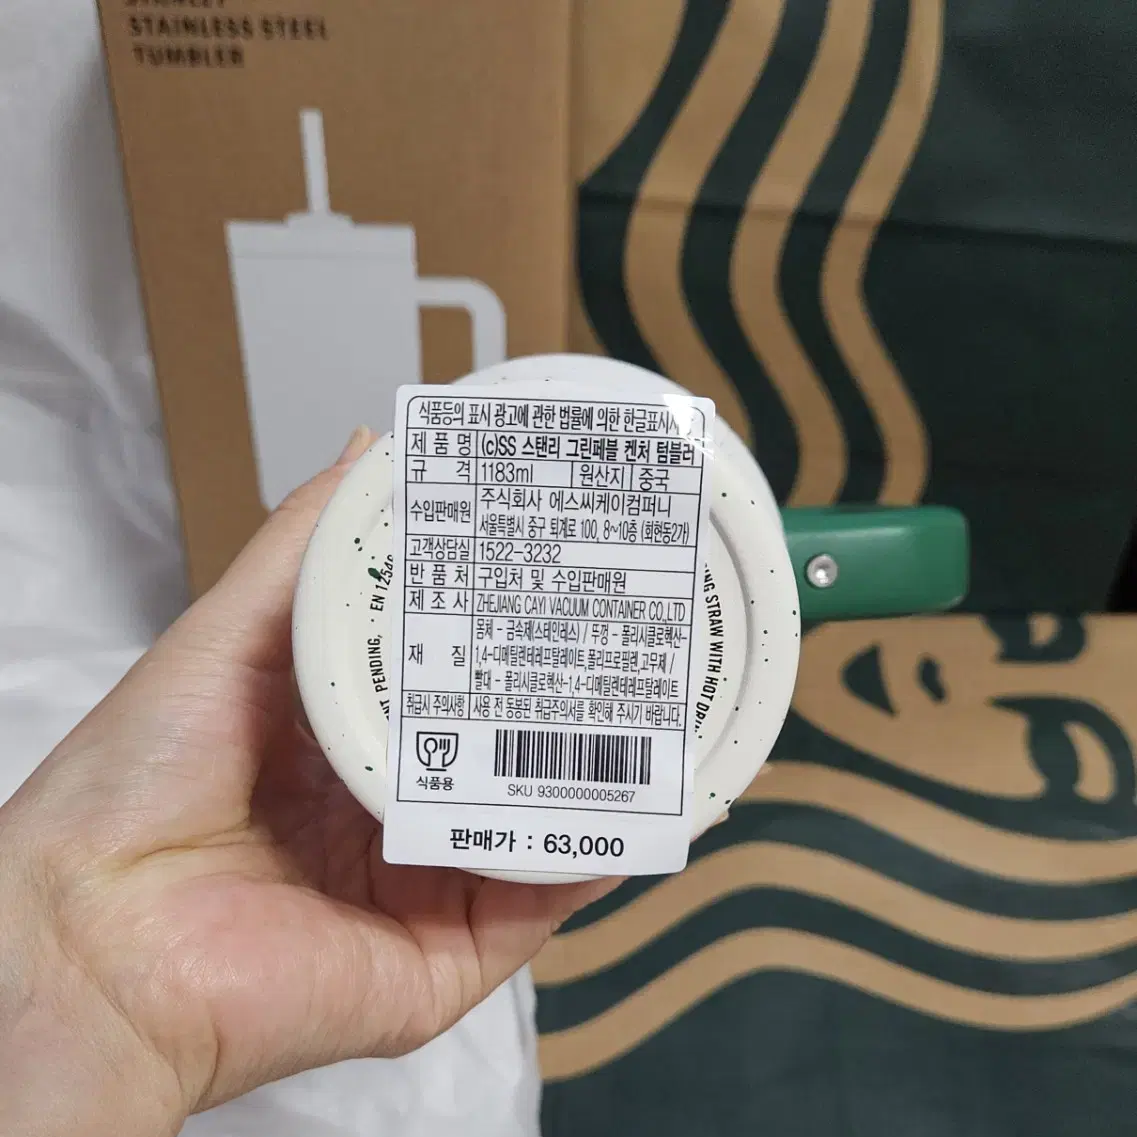 STAINLESS STEEL
TUMBLER
식품등의 표시 광고에 관한 법률에 의한 한글표시사
제 품 명 (c)SS 스탠리 그린페블 켄처 텀블러
규 격 1183ml 원산지 중국
수입판매원 주식회사 에스씨케이컴퍼니
서울특별시 중구 퇴계로 100, 8~10층 (회현동2가)
고객상담실 1522-3232
반 품 처 구입처 및 수입판매원
제 조 사 ZHEJIANG CAYI VACUUM CONTAINER CO.,LTD
재 질 몸체 - 금속제(스테인레스) / 뚜껑 - 폴리시클로헥산-
1,4-디메틸렌테레프탈레이트,폴리프로필렌,고무제 /
빨대 - 폴리시클로헥산-1,4-디메틸렌테레프탈레이트
취급시 주의사항 사용 전 동봉된 취급주의서를 확인해 주시기 바랍니다.
식품용
SKU 9300000005267
판매가 : 63,000
PENDING, · EN 12546
STRAW WITH HOT